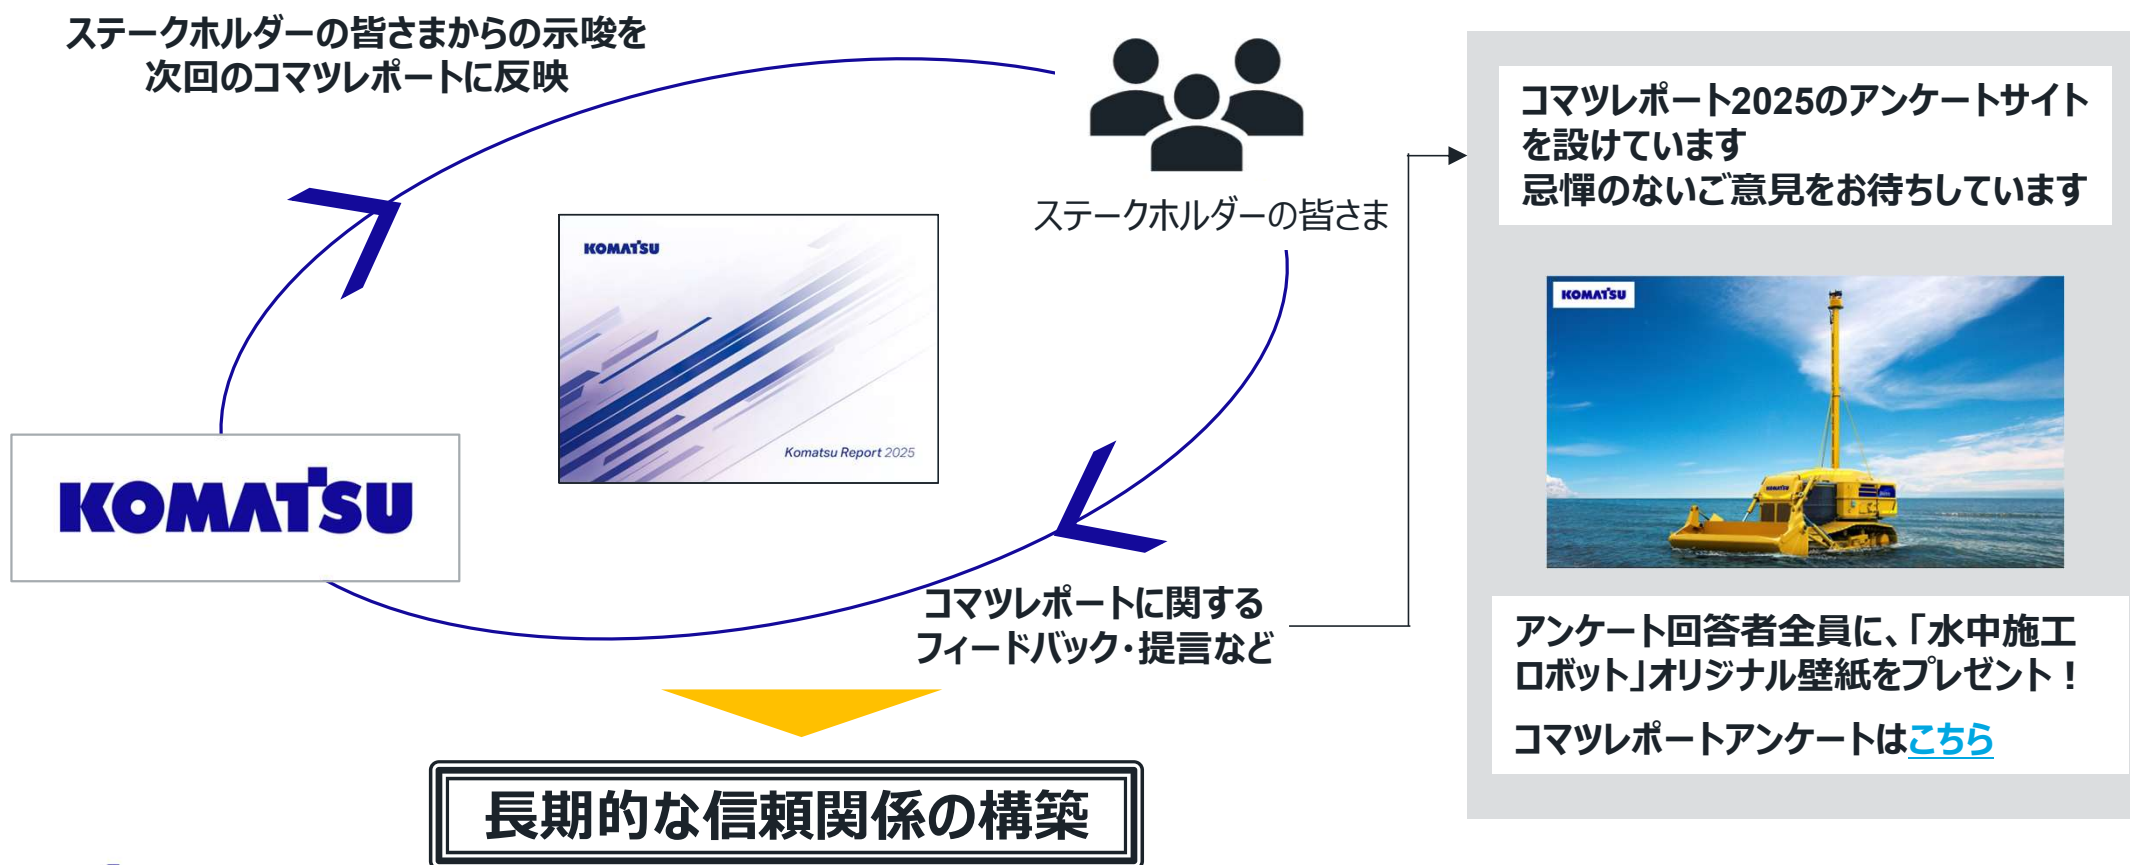 ステークホルダーの皆さまからの示唆を
次回のコマツレポートに反映
ステークホルダーの皆さま
KOMATSU
Komatsu Report 2025
KOMATSU
コマツレポートに関する
フィードバック・提言など
長期的な信頼関係の構築
コマツレポート2025のアンケートサイト
を設けています
忌憚のないご意見をお待ちしています
KOMATSU
KOMATSU
アンケート回答者全員に、「水中施工
ロボット」オリジナル壁紙をプレゼント！
コマツレポートアンケートはこちら